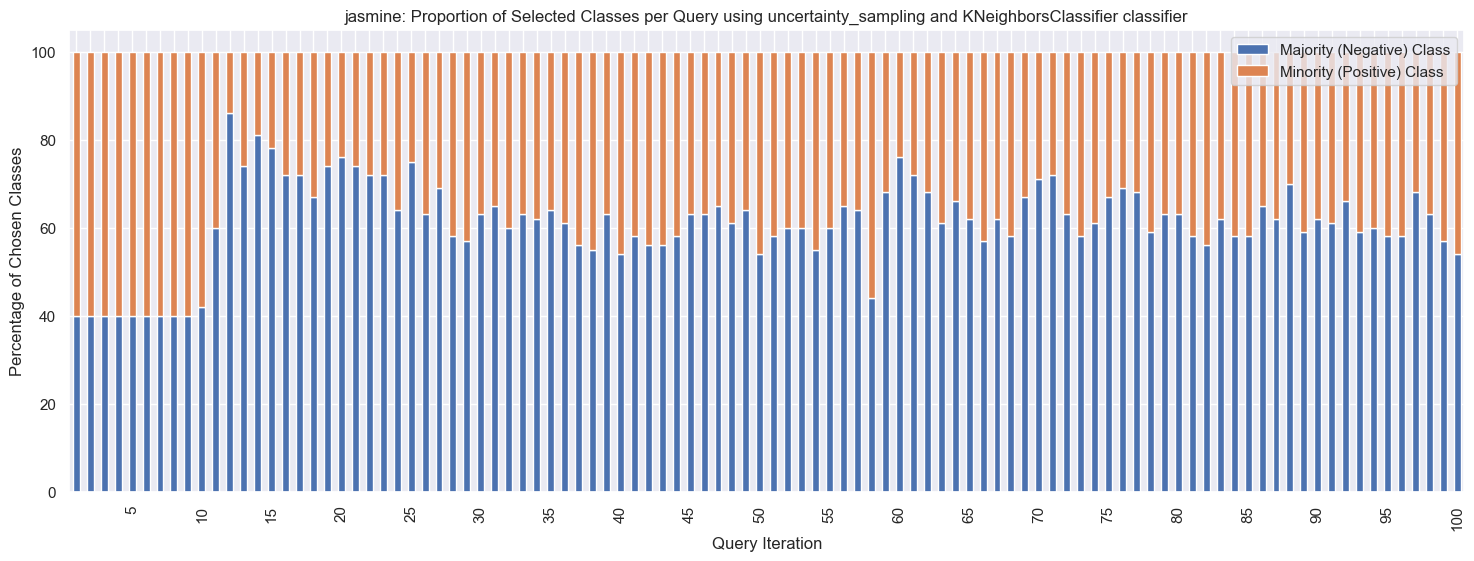 jasmine: Proportion of Selected Classes per Query using uncertainty_sampling and KNeighborsClassifier classifier
Majority (Negative) Class
Minority (Positive) Class
Percentage of Chosen Classes
100
80
60
40
20
0
5 10 15 20 25 30 35 40 45 50 55 60 65 70 75 80 85 90 95 100
Query Iteration